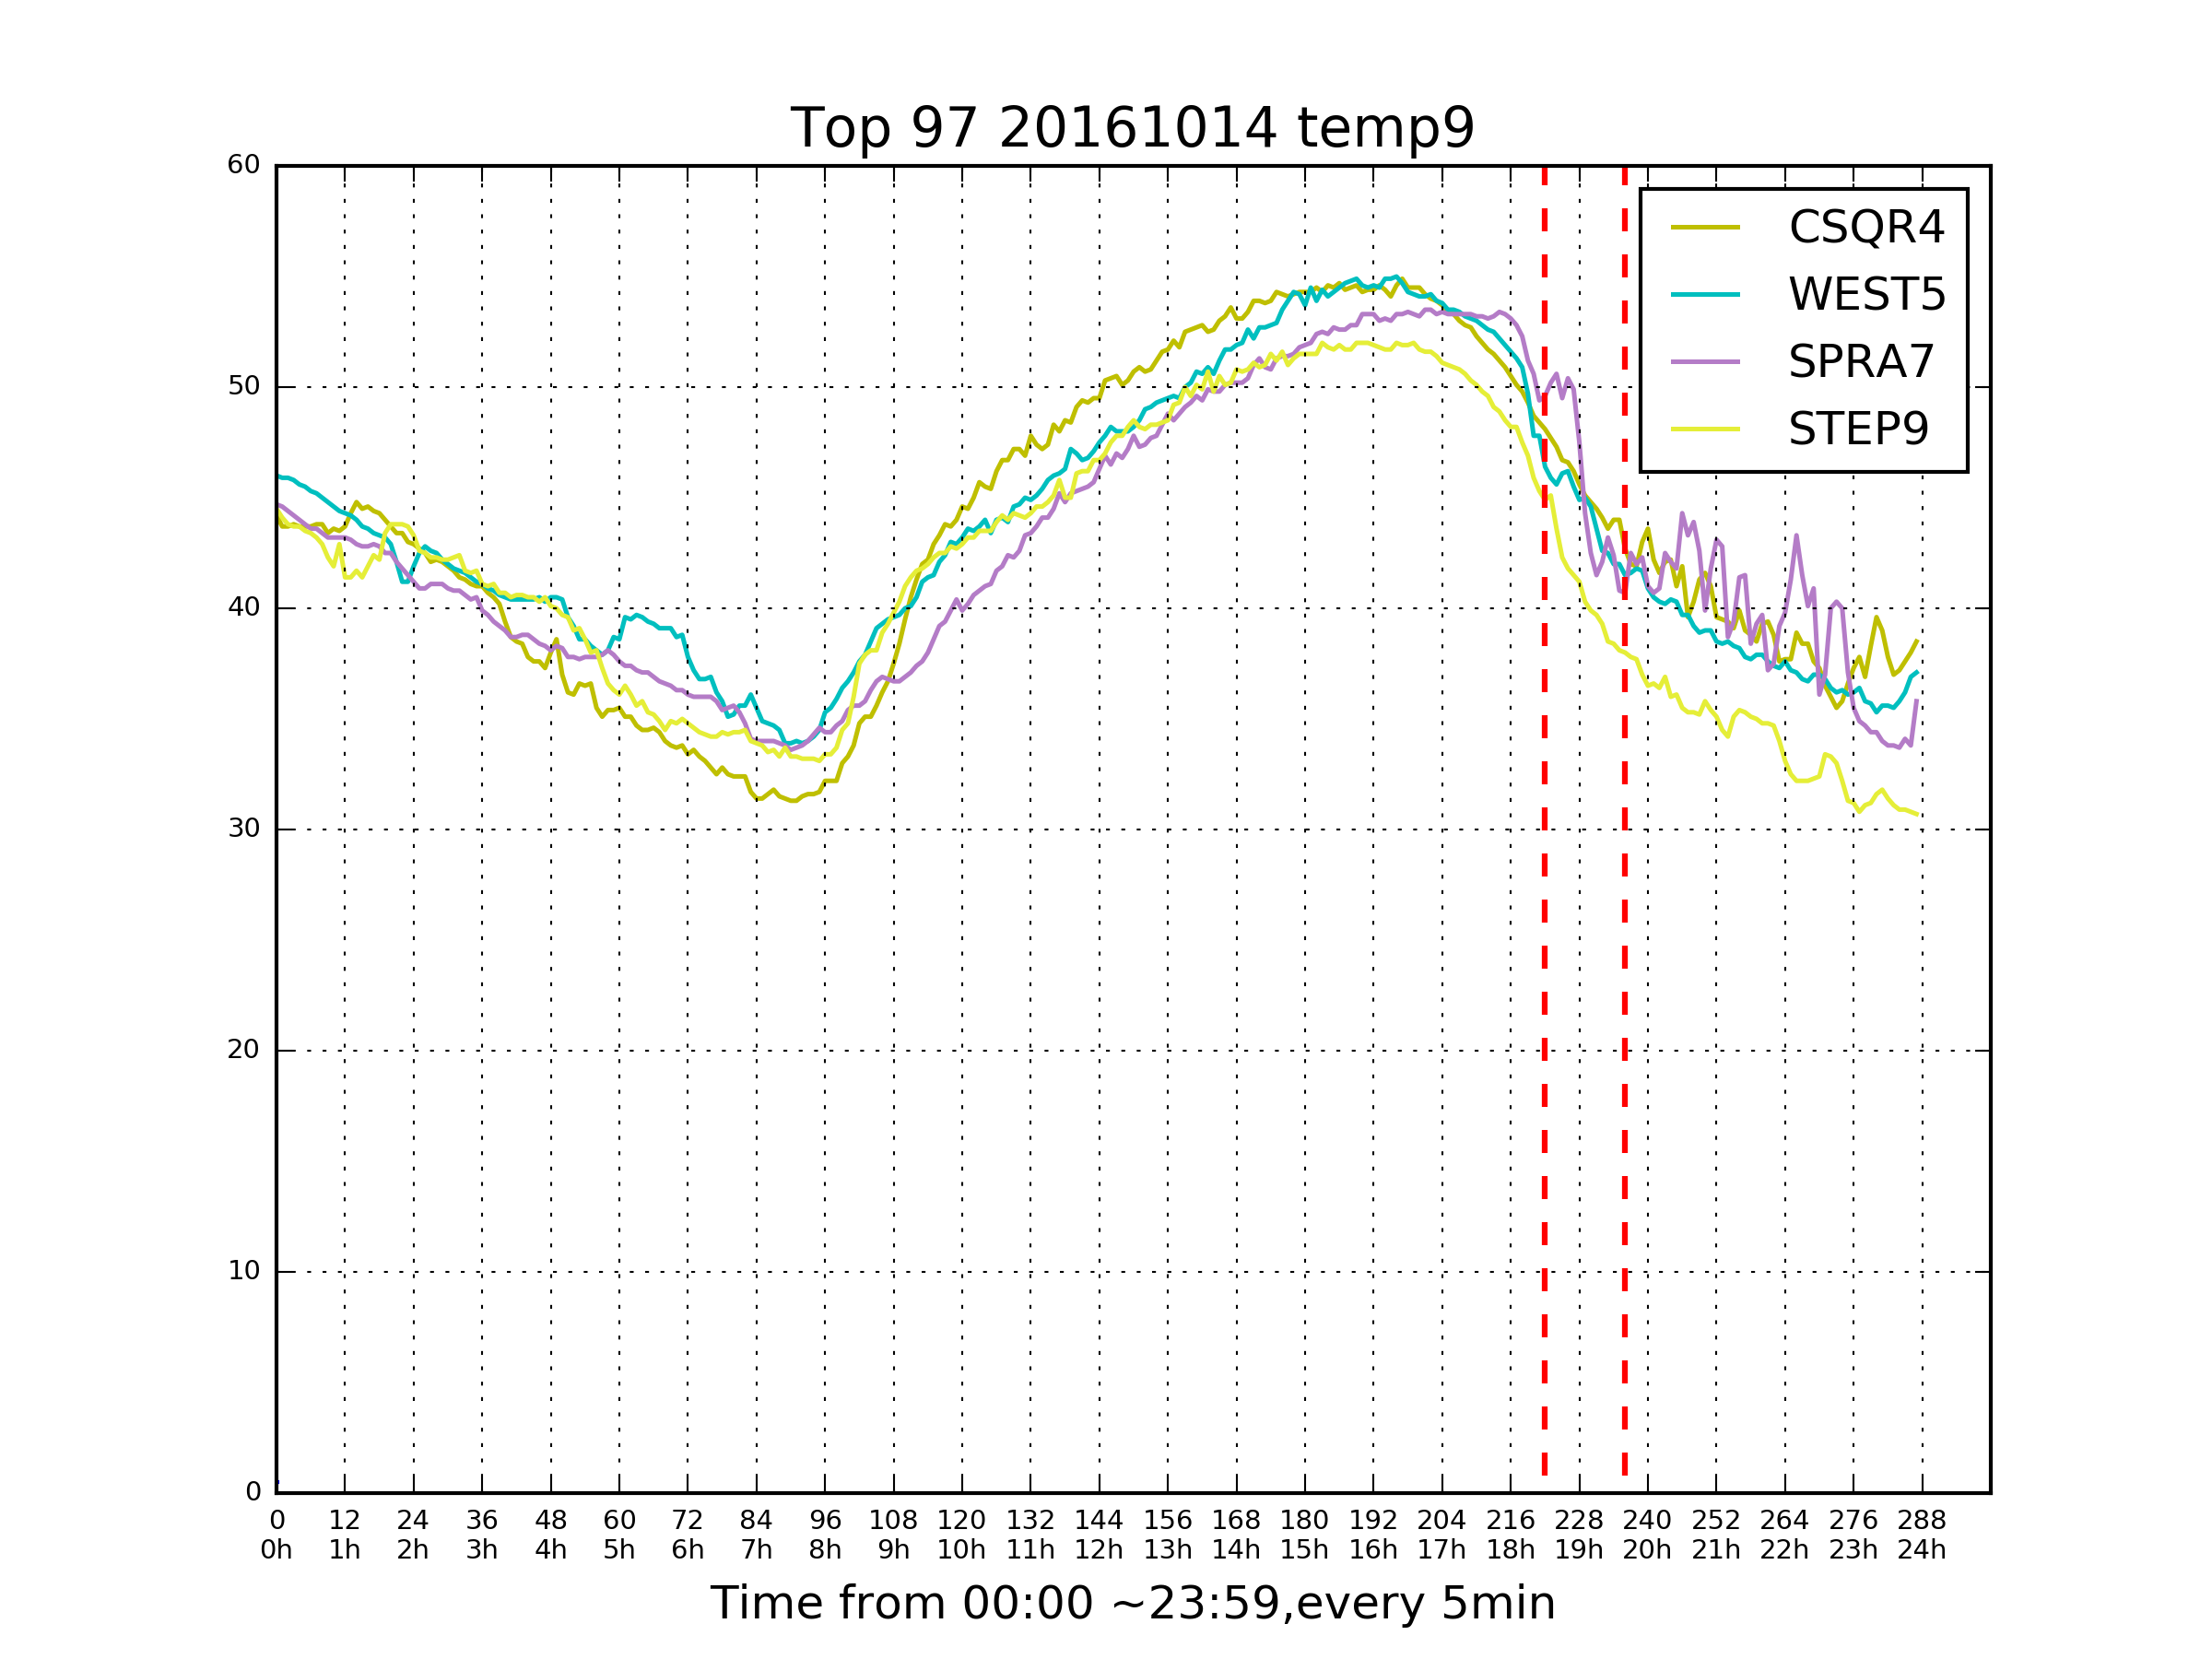 Top 97 20161014 temp9
60
50
40
30
20
10
0
CSQR4
WEST5
SPRA7
STEP9
0 12 24 36 48 60 72 84 96 108 120 132 144 156 168 180 192 204 216 228 240 252 264 276 288
0h 1h 2h 3h 4h 5h 6h 7h 8h 9h 10h 11h 12h 13h 14h 15h 16h 17h 18h 19h 20h 21h 22h 23h 24h
Time from 00:00 ~23:59,every 5min